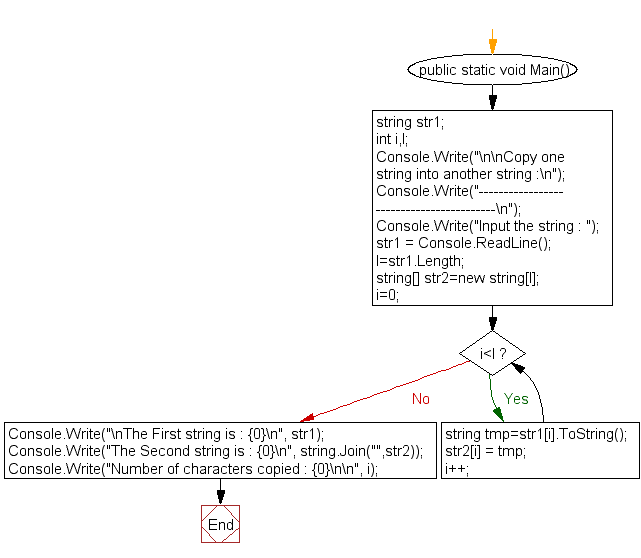 public static void Main()
string str1;
int i,l;
Console.Write("\n\nCopy one
string into another string :\n");
Console.Write("-----------------
------------------------\n");
Console.Write("Input the string : ");
str1 = Console.ReadLine();
l=str1.Length;
string[] str2=new string[l];
i=0;
i<l ?
No
Yes
Console.Write("\nThe First string is : {0}\n", str1);
Console.Write("The Second string is : {0}\n", string.Join("",str2));
Console.Write("Number of characters copied : {0}\n\n", i);
string tmp=str1[i].ToString();
str2[i] = tmp;
i++;
End